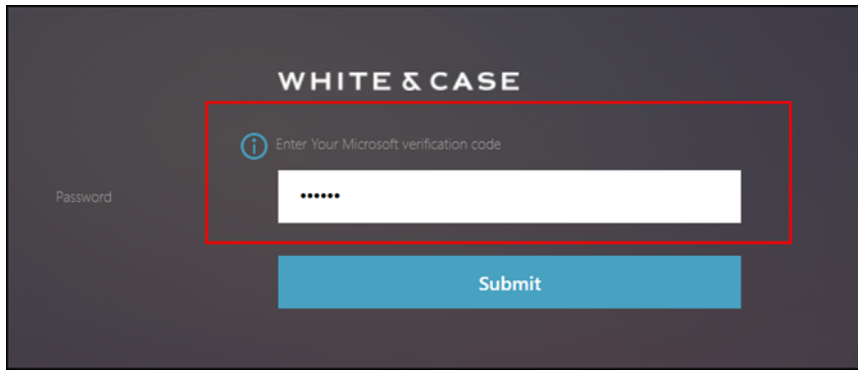 WHITE & CASE
Enter Your Microsoft verification code
Password
••••••
Submit